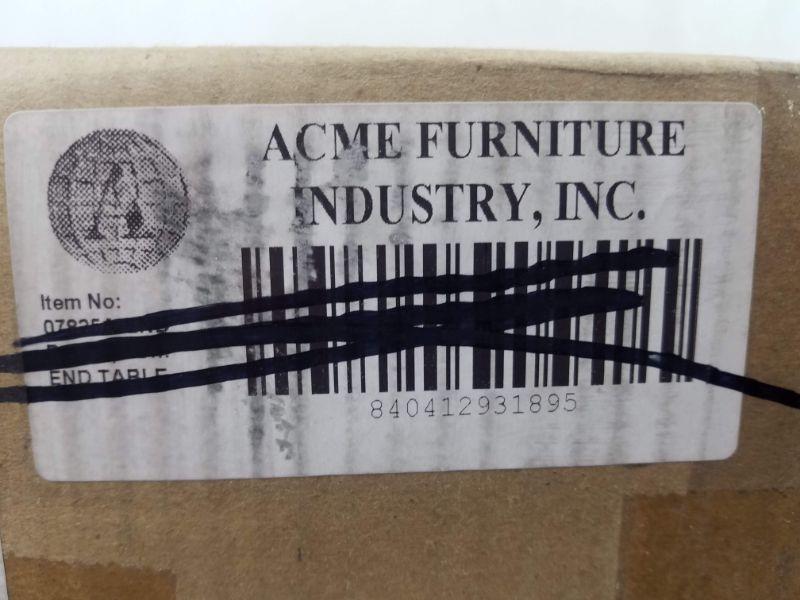 A
ACME FURNITURE
INDUSTRY, INC.
Item No:
END TABLE
840412931895